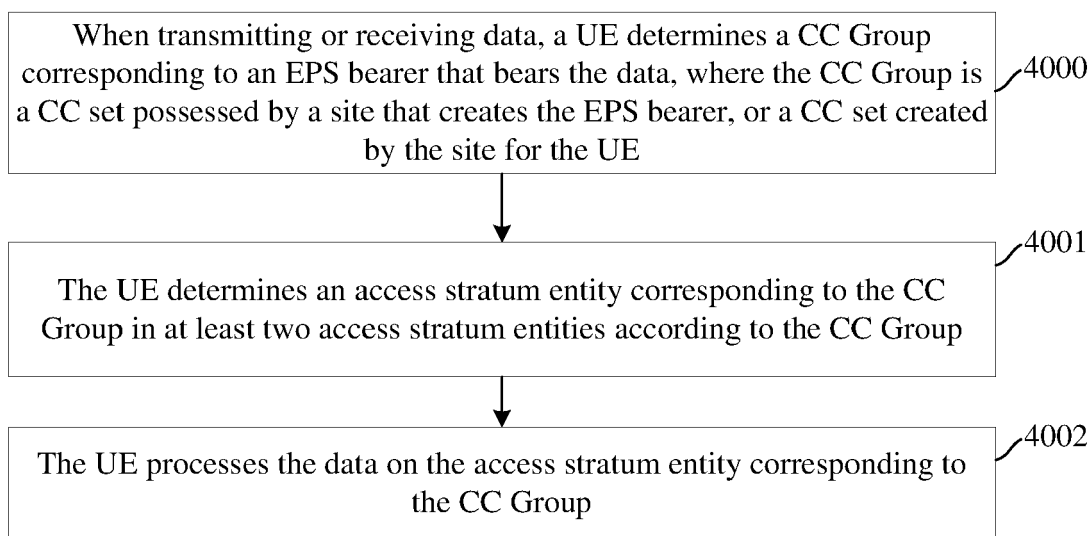 When transmitting or receiving data, a UE determines a CC Group
corresponding to an EPS bearer that bears the data, where the CC Group is
a CC set possessed by a site that creates the EPS bearer, or a CC set created
by the site for the UE
4000
The UE determines an access stratum entity corresponding to the CC
Group in at least two access stratum entities according to the CC Group
4001
The UE processes the data on the access stratum entity corresponding to
the CC Group
4002